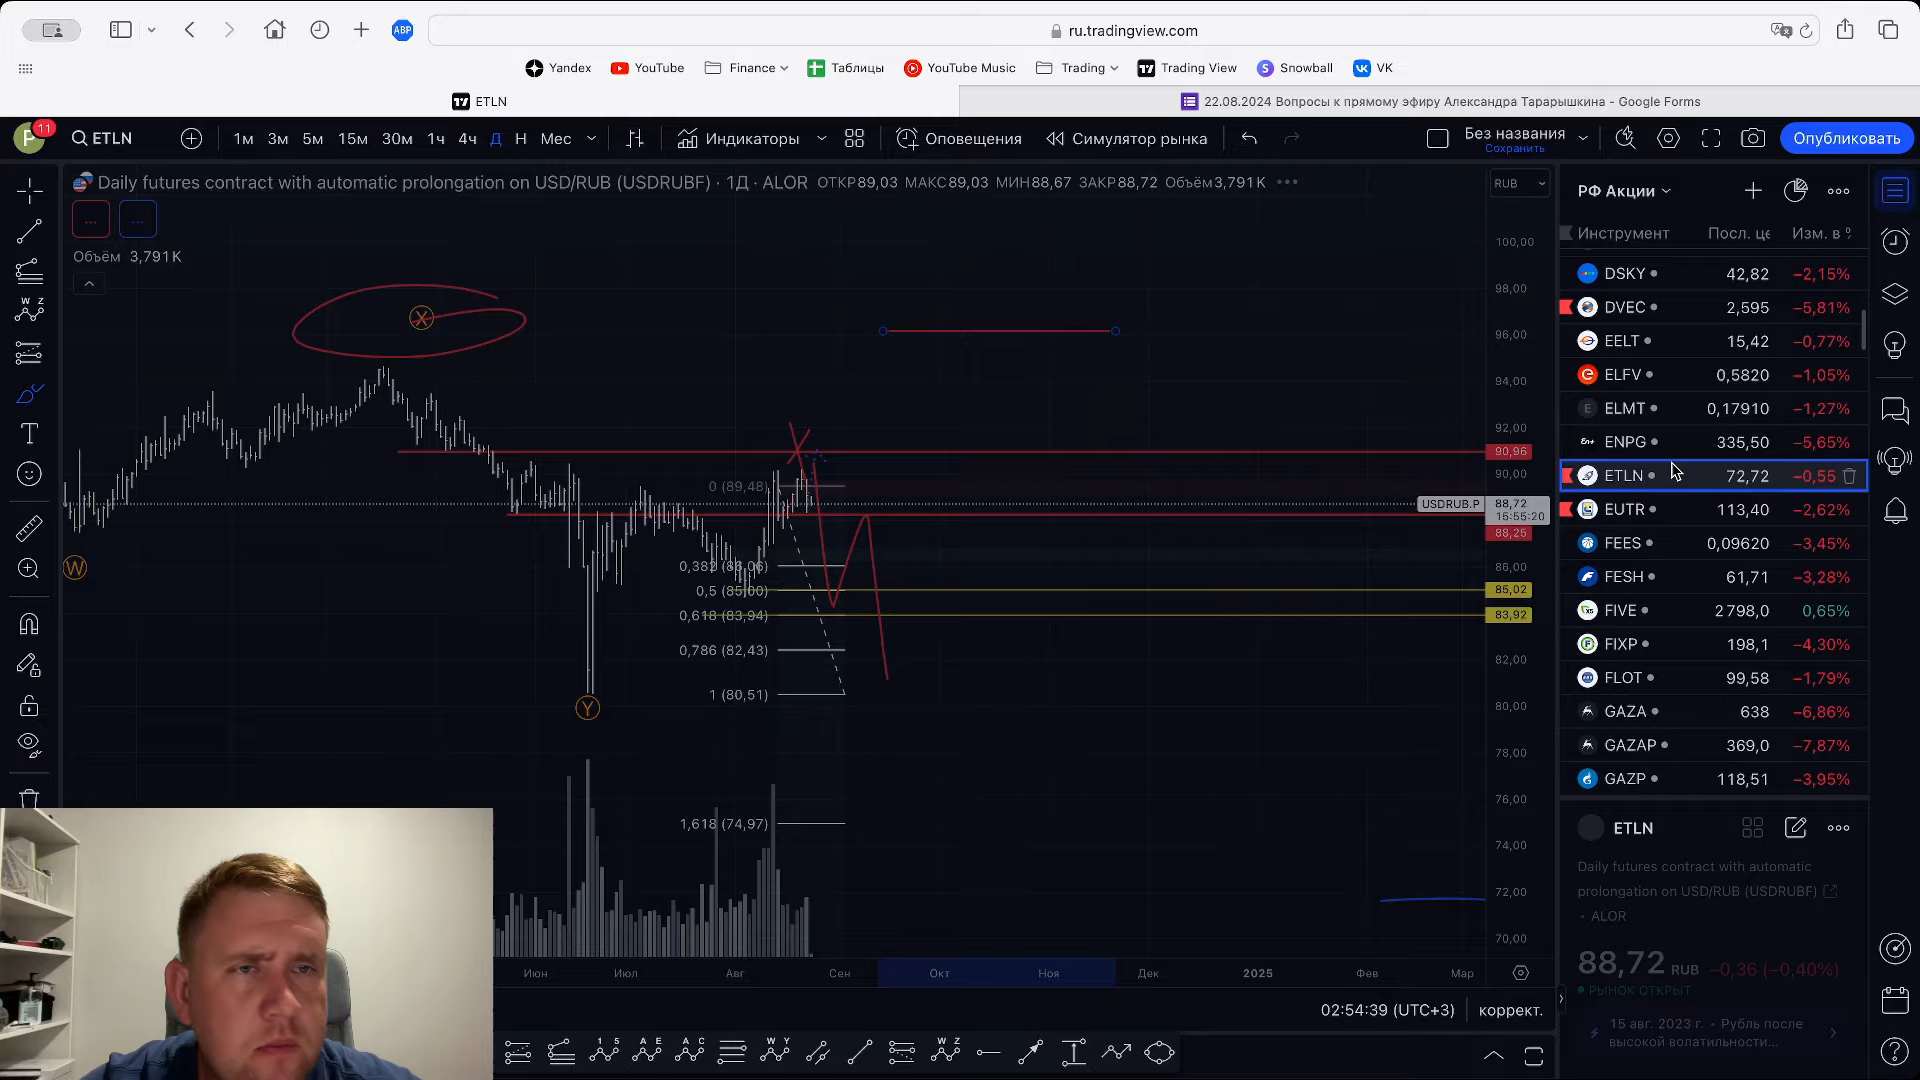 ru.tradingview.com
ABP
Yandex YouTube Finance Таблицы YouTube Music Trading Trading View Snowball VK
ETLN
22.08.2024 Вопросы к прямому эфиру Александра Тарарышкина - Google Forms
P 11 ETLN 1м 3м 5м 15м 30м 1ч 4ч Д Н Мес Индикаторы Оповещения Симулятор рынка Без названия Опубликовать
Сохранить
Daily futures contract with automatic prolongation on USD/RUB (USDRUBF) · 1Д · ALOR ОТКР89,03 МАКС89,03 МИН88,67 ЗАКР88,72 Объём3,791 K
RUB
Объём 3,791 K
100,00
98,00
96,00
94,00
92,00
90,96
90,00
USDRUB.P 88,72
15:55:20
88,25
86,00
85,02
83,92
82,00
80,00
78,00
76,00
74,00
72,00
70,00
X
W
Y
0 (89,48)
0,382 (86,06)
0,5 (85,00)
0,618 (83,94)
0,786 (82,43)
1 (80,51)
1,618 (74,97)
Июн Июл Авг Сен Окт Ноя Дек 2025 Фев Мар
02:54:39 (UTC+3) коррект.
РФ Акции
Инструмент Посл. це Изм. в %
DSKY 42,82 −2,15%
DVEC 2,595 −5,81%
EELT 15,42 −0,77%
ELFV 0,5820 −1,05%
ELMT 0,17910 −1,27%
ENPG 335,50 −5,65%
ETLN 72,72 −0,55
EUTR 113,40 −2,62%
FEES 0,09620 −3,45%
FESH 61,71 −3,28%
FIVE 2 798,0 0,65%
FIXP 198,1 −4,30%
FLOT 99,58 −1,79%
GAZA 638 −6,86%
GAZAP 369,0 −7,87%
GAZP 118,51 −3,95%
ETLN
Daily futures contract with automatic
prolongation on USD/RUB (USDRUBF)
• ALOR
88,72 RUB −0,36 (−0,40%)
РЫНОК ОТКРЫТ
15 авг. 2023 г. • Рубль после
высокой волатильности...